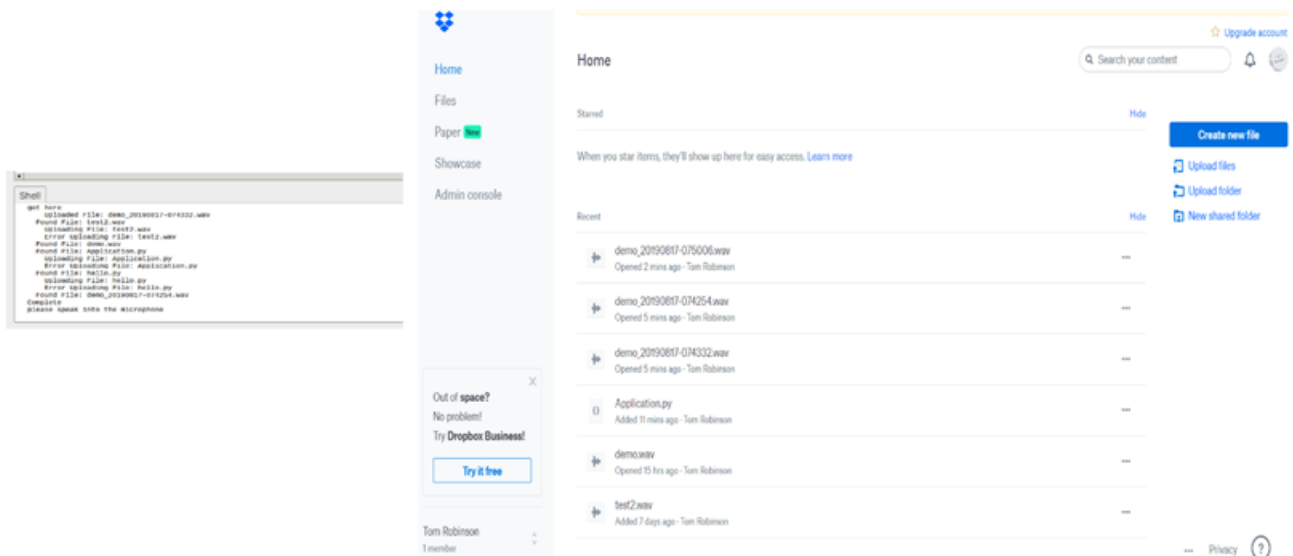 Shell
got here
Uploaded File: demo_20190817-074332.wav
Found File: test2.wav
Uploading File: test2.wav
Error Uploading File: test2.wav
Found File: demo.wav
Found File: Application.py
Uploading File: Application.py
Error Uploading File: Application.py
Found File: hello.py
Uploading File: hello.py
Error Uploading File: hello.py
Found File: demo_20190817-074254.wav
Complete
please speak into the microphone
Home
Files
Paper New
Showcase
Admin console
Out of space?
No problem!
Try Dropbox Business!
Try it free
Tom Robinson
1 member
Upgrade account
Home
Search your content
Starred
Hide
When you star items, they'll show up here for easy access. Learn more
Recent
Hide
demo_20190817-075006.wav
Opened 2 mins ago · Tom Robinson
demo_20190817-074254.wav
Opened 5 mins ago · Tom Robinson
demo_20190817-074332.wav
Opened 5 mins ago · Tom Robinson
Application.py
Added 11 mins ago · Tom Robinson
demo.wav
Opened 15 hrs ago · Tom Robinson
test2.wav
Added 7 days ago · Tom Robinson
Create new file
Upload files
Upload folder
New shared folder
Privacy